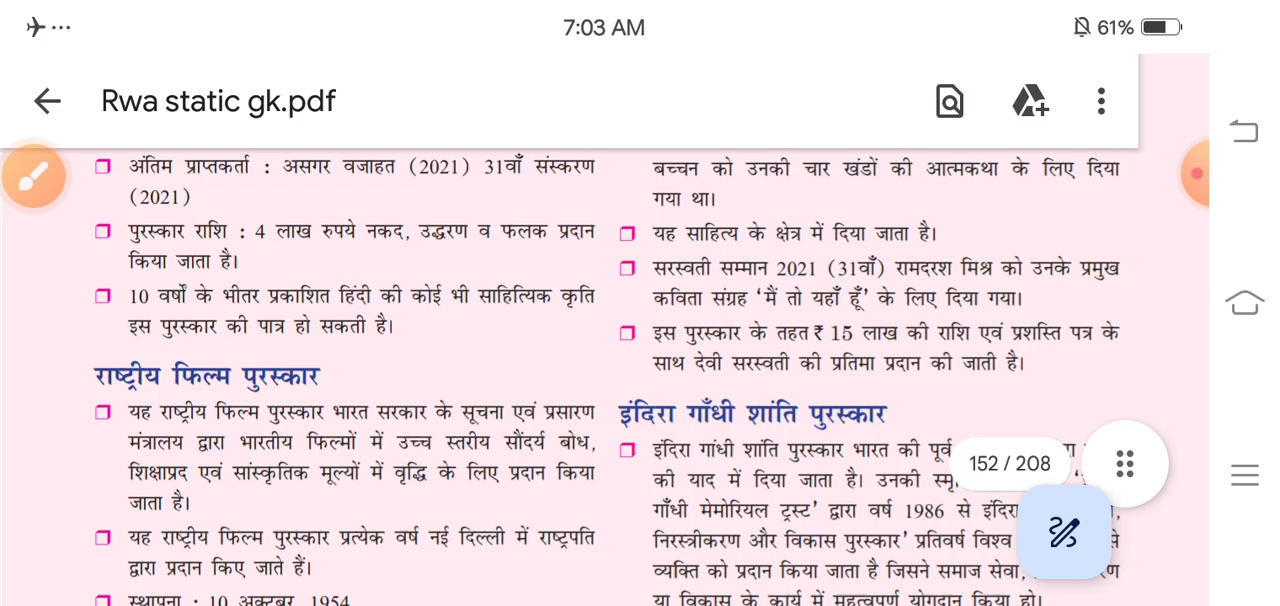 7:03 AM
61%
Rwa static gk.pdf
अंतिम प्राप्तकर्ता : असगर वजाहत (2021) 31वाँ संस्करण
(2021)
पुरस्कार राशि : 4 लाख रुपये नकद, उद्धरण व फलक प्रदान
किया जाता है।
10 वर्षों के भीतर प्रकाशित हिंदी की कोई भी साहित्यिक कृति
इस पुरस्कार की पात्र हो सकती है।
राष्ट्रीय फिल्म पुरस्कार
यह राष्ट्रीय फिल्म पुरस्कार भारत सरकार के सूचना एवं प्रसारण
मंत्रालय द्वारा भारतीय फिल्मों में उच्च स्तरीय सौंदर्य बोध,
शिक्षाप्रद एवं सांस्कृतिक मूल्यों में वृद्धि के लिए प्रदान किया
जाता है।
यह राष्ट्रीय फिल्म पुरस्कार प्रत्येक वर्ष नई दिल्ली में राष्ट्रपति
द्वारा प्रदान किए जाते हैं।
स्थापना : 10 अक्टूबर, 1954
बच्चन को उनकी चार खंडों की आत्मकथा के लिए दिया
गया था।
यह साहित्य के क्षेत्र में दिया जाता है।
सरस्वती सम्मान 2021 (31वाँ) रामदरश मिश्र को उनके प्रमुख
कविता संग्रह ‘मैं तो यहाँ हूँ’ के लिए दिया गया।
इस पुरस्कार के तहत ₹ 15 लाख की राशि एवं प्रशस्ति पत्र के
साथ देवी सरस्वती की प्रतिमा प्रदान की जाती है।
इंदिरा गाँधी शांति पुरस्कार
इंदिरा गांधी शांति पुरस्कार भारत की पूर्व
152 / 208
की याद में दिया जाता है। उनकी
गाँधी मेमोरियल ट्रस्ट’ द्वारा वर्ष 1986 से
निरस्त्रीकरण और विकास पुरस्कार’ प्रतिवर्ष विश्व
व्यक्ति को प्रदान किया जाता है जिसने समाज सेवा,
या विकास के कार्य में महत्वपूर्ण योगदान किया हो।